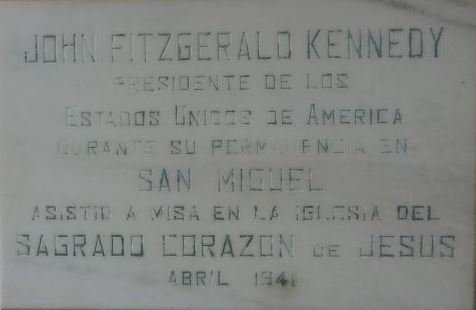 JOHN FITZGERALD KENNEDY
PRESIDENTE DE LOS
ESTADOS UNIDOS DE AMERICA
DURANTE SU PERMANENCIA EN
SAN MIGUEL
ASISTIO A MISA EN LA IGLESIA DEL
SAGRADO CORAZON DE JESUS
ABRIL 1941